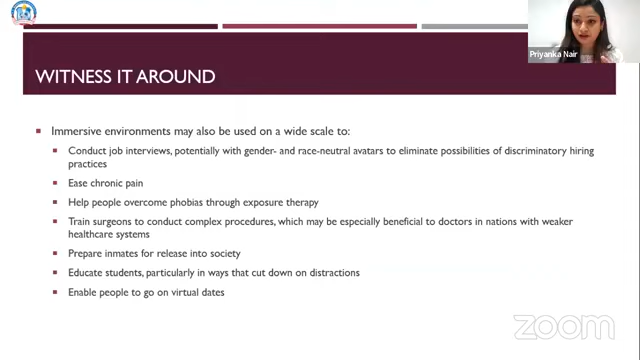 Priyanka Nair
WITNESS IT AROUND
Immersive environments may also be used on a wide scale to:
Conduct job interviews, potentially with gender- and race-neutral avatars to eliminate possibilities of discriminatory hiring
practices
Ease chronic pain
Help people overcome phobias through exposure therapy
Train surgeons to conduct complex procedures, which may be especially beneficial to doctors in nations with weaker
healthcare systems
Prepare inmates for release into society
Educate students, particularly in ways that cut down on distractions
Enable people to go on virtual dates
zoom